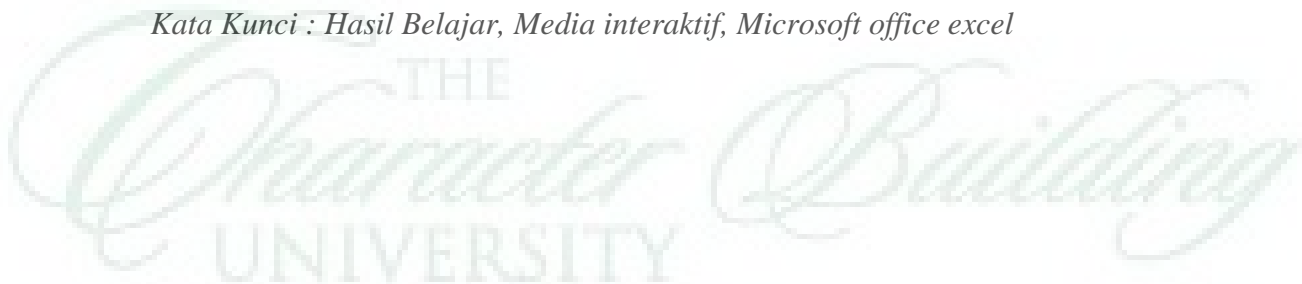 Kata Kunci : Hasil Belajar, Media interaktif, Microsoft office excel
THE
Character Building
UNIVERSITY